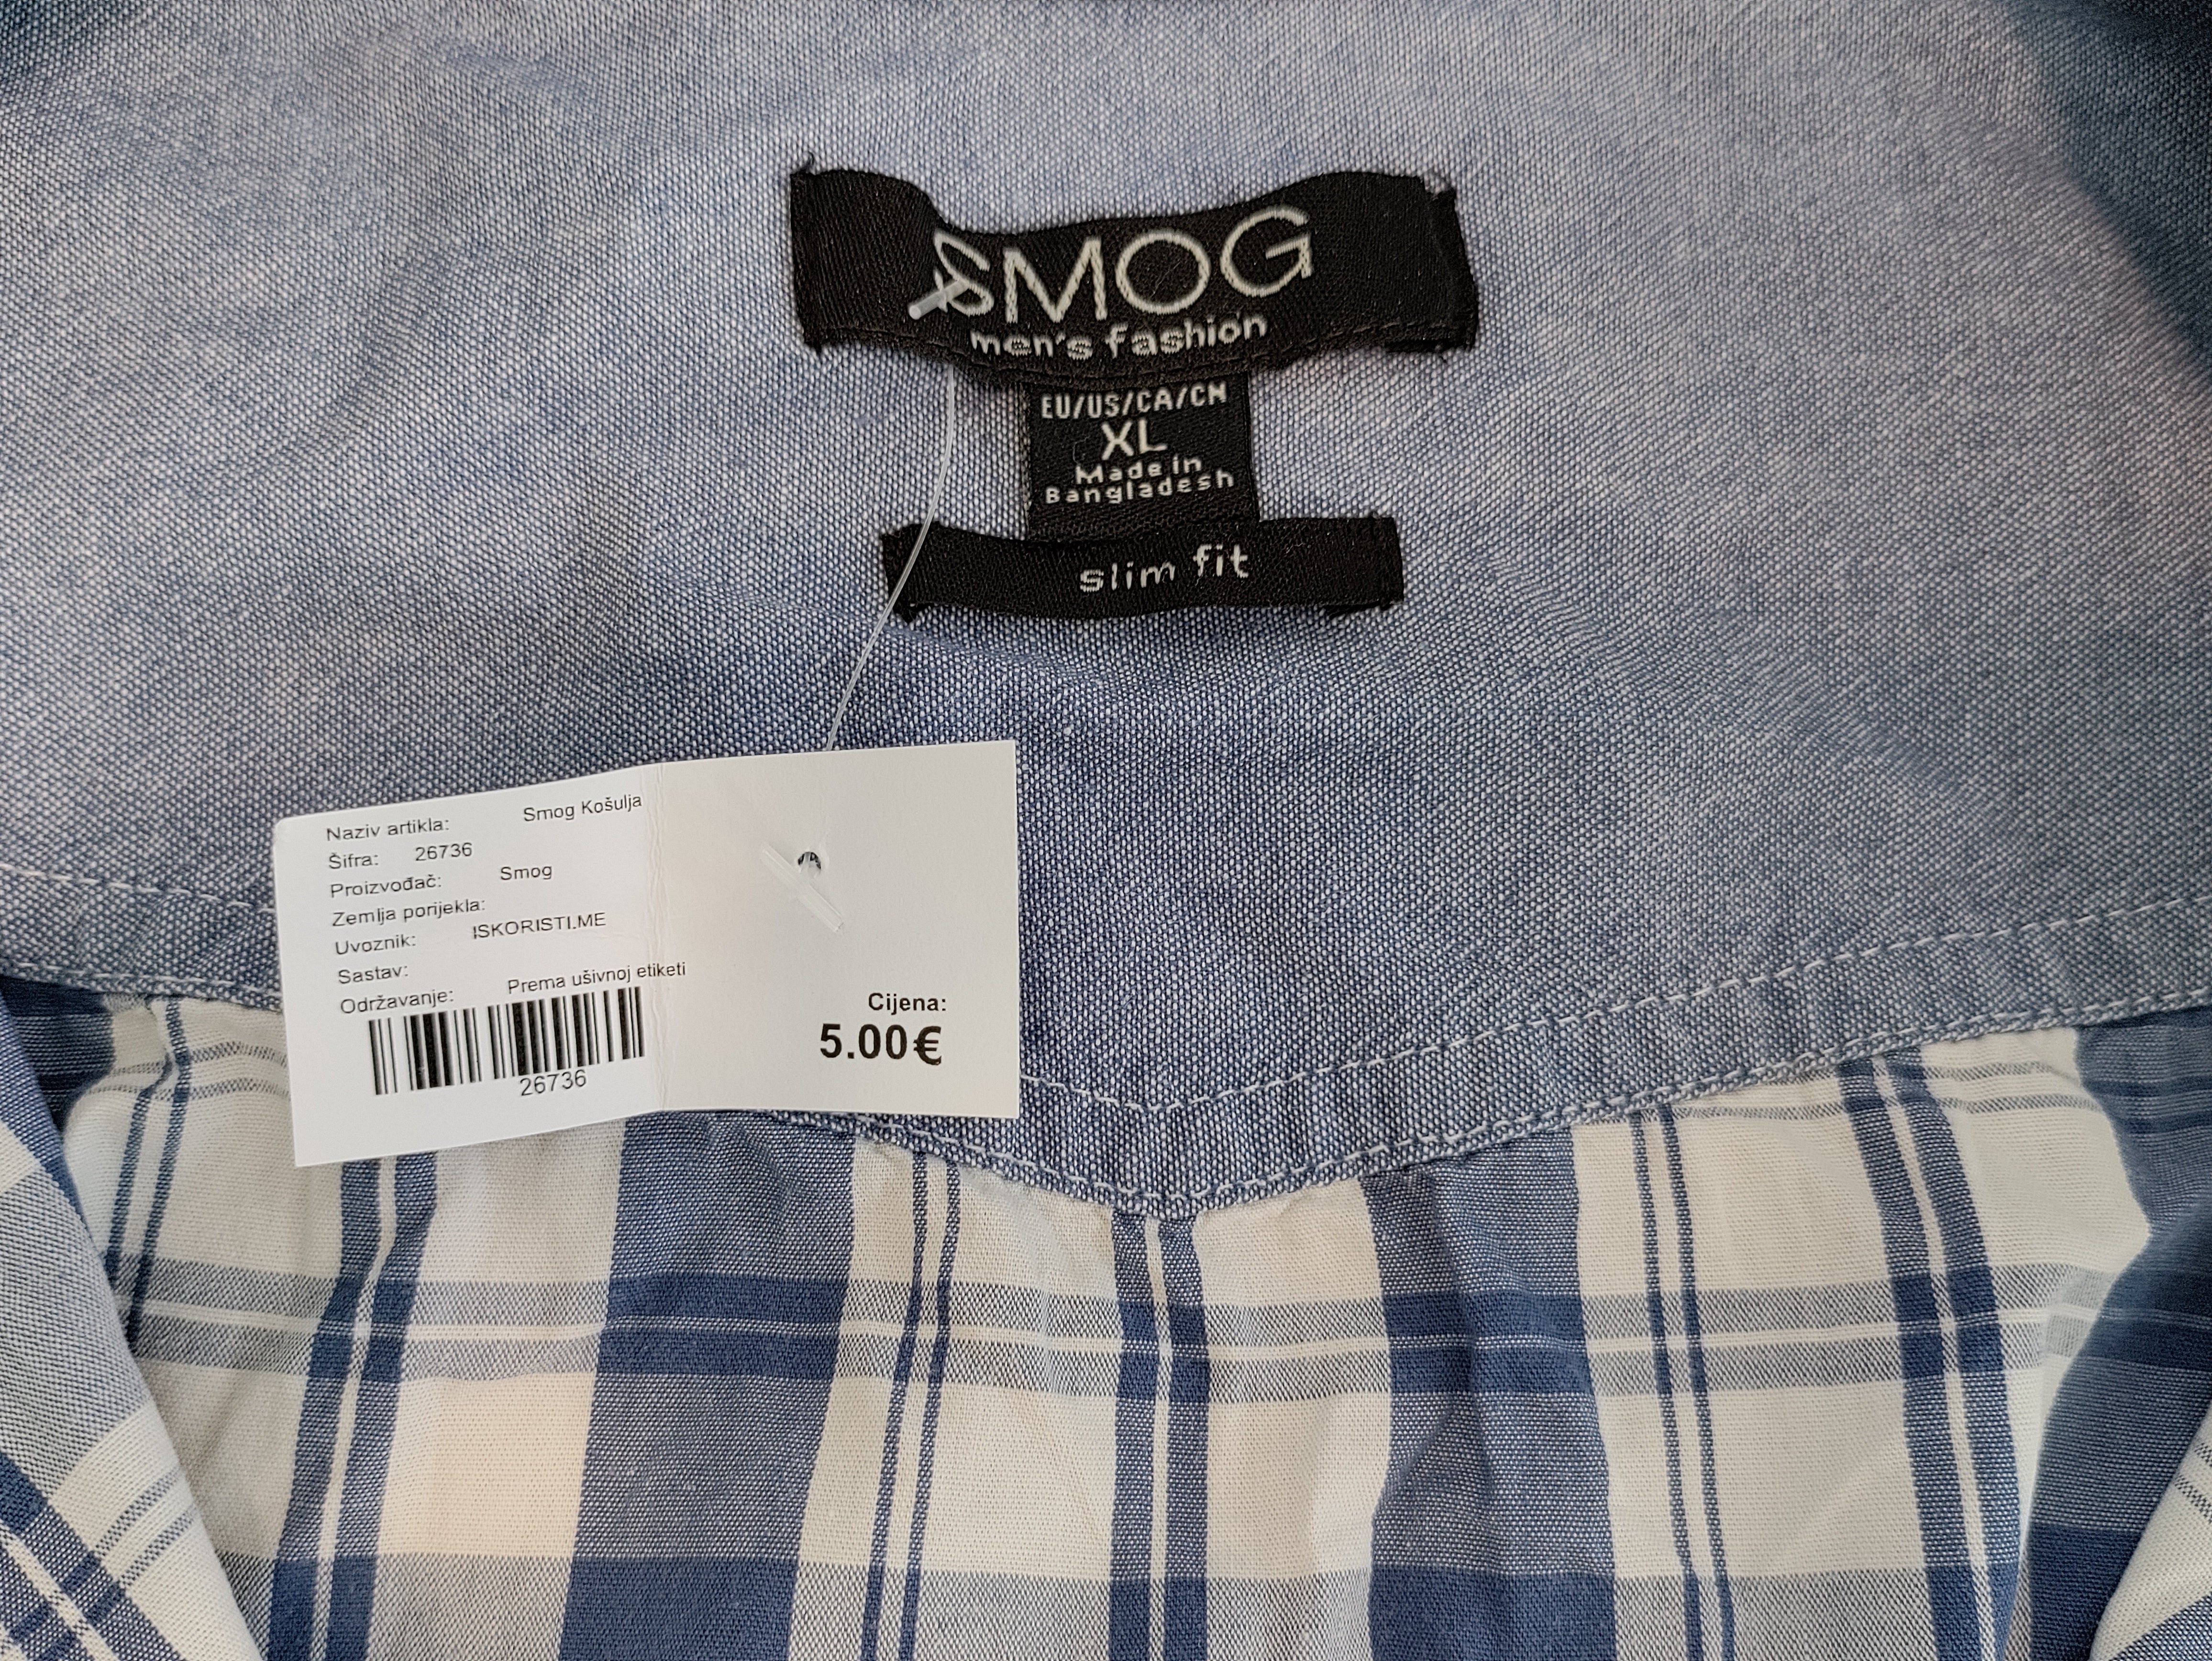 SMOG
men's fashion
EU/US/CA/CN
XL
Made in
Bangladesh
slim fit
Naziv artikla: Smog Košulja
Šifra: 26736
Proizvođač: Smog
Zemlja porijekla:
Uvoznik: ISKORISTI.ME
Sastav:
Održavanje: Prema ušivnoj etiketi
26736
Cijena:
5.00€